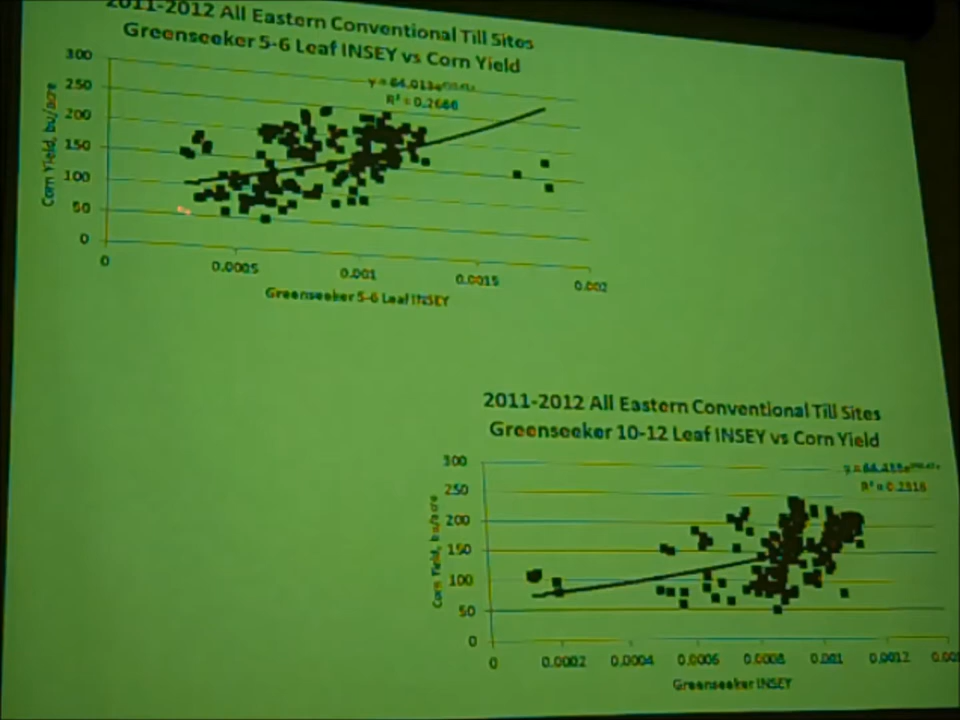 2011-2012 All Eastern Conventional Till Sites
Greenseeker 5-6 Leaf INSEY vs Corn Yield
R² = 0.2666
Corn Yield, bu/acre
300
250
200
150
100
50
0
0
0.0005
0.001
0.0015
0.002
Greenseeker 5-6 Leaf INSEY
2011-2012 All Eastern Conventional Till Sites
Greenseeker 10-12 Leaf INSEY vs Corn Yield
R² = 0.2316
Corn Yield, bu/acre
300
250
200
150
100
50
0
0
0.0002
0.0004
0.0006
0.0008
0.001
0.0012
Greenseeker INSEY